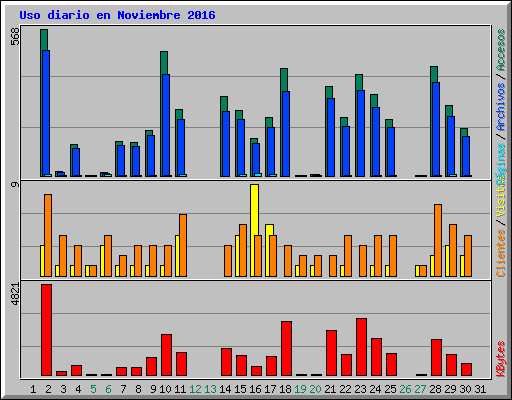 Uso diario en Noviembre 2016
568
9
4821
Páginas / Archivos / Accesos
Clientes / Visitas
KBytes
1 2 3 4 5 6 7 8 9 10 11 12 13 14 15 16 17 18 19 20 21 22 23 24 25 26 27 28 29 30 31